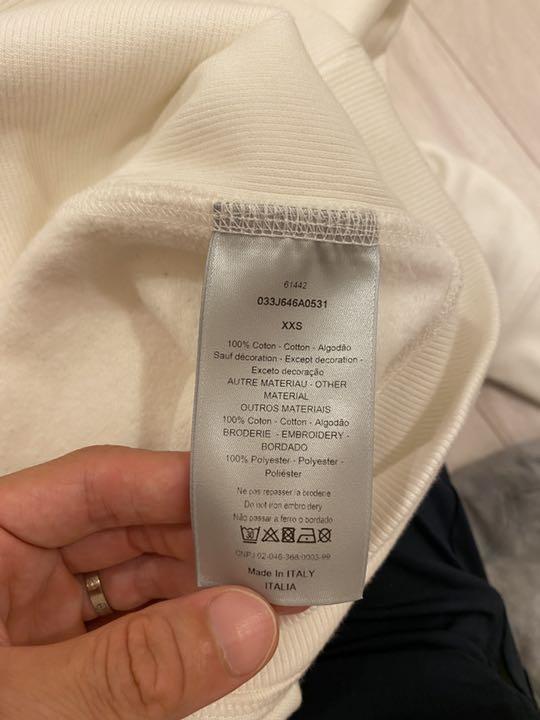 61442
033J646A0531
XXS
100% Coton - Cotton - Algodão
Sauf décoration - Except decoration -
Exceto decoração
AUTRE MATERIAU - OTHER
MATERIAL
OUTROS MATERIAIS
100% Coton - Cotton - Algodão
BRODERIE - EMBROIDERY -
BORDADO
100% Polyester - Polyester -
Poliéster
Ne pas repasser la broderie
Do not iron embroidery
Não passar a ferro o bordado
30
CNPJ 02-046-368-0003-99
Made In ITALY
ITALIA